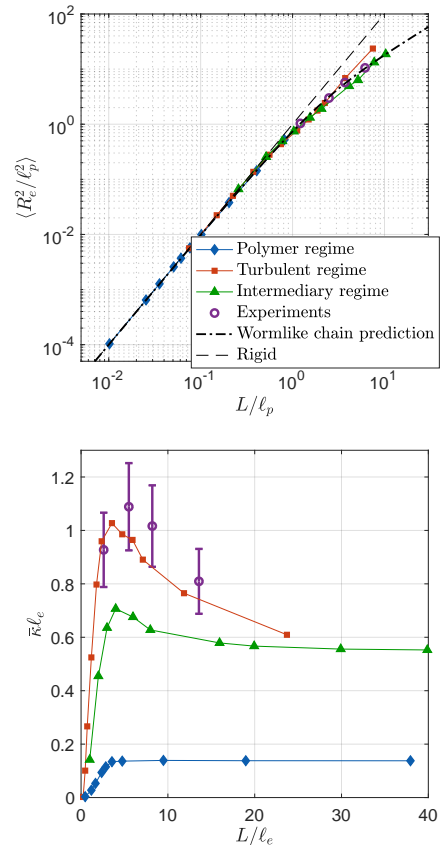 10^2
10^0
10^-2
10^-4
⟨R_e^2/ℓ_p^2⟩
Polymer regime
Turbulent regime
Intermediary regime
Experiments
Wormlike chain prediction
Rigid
10^-2 10^-1 10^0 10^1
L/ℓ_p
1.2
1
0.8
0.6
0.4
0.2
0
κ̄ℓ_e
0 10 20 30 40
L/ℓ_e